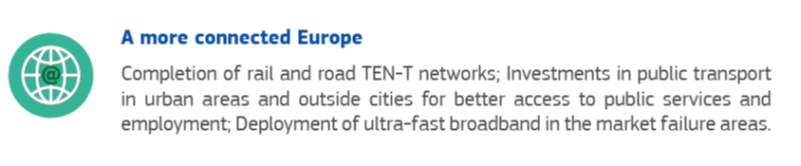 A more connected Europe
@
Completion of rail and road TEN-T networks; Investments in public transport
in urban areas and outside cities for better access to public services and
employment; Deployment of ultra-fast broadband in the market failure areas.